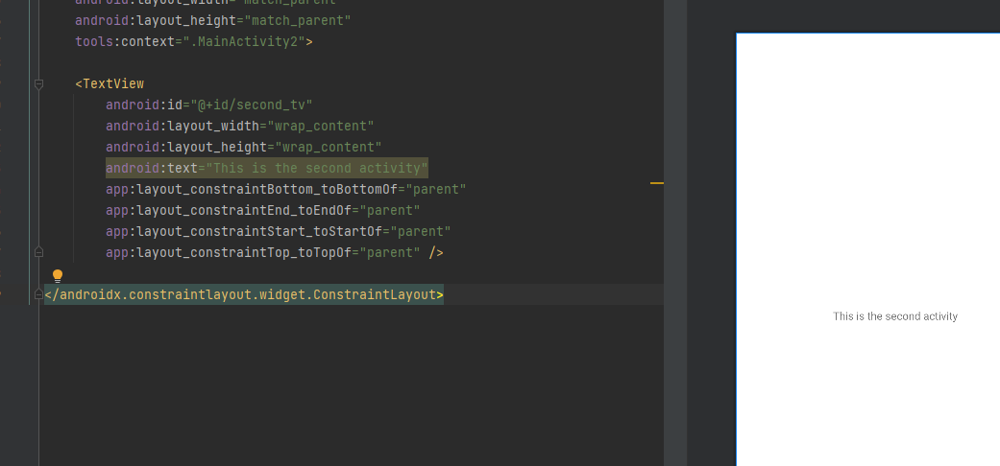 android:layout_width="match_parent"
android:layout_height="match_parent"
tools:context=".MainActivity2">
<TextView
android:id="@+id/second_tv"
android:layout_width="wrap_content"
android:layout_height="wrap_content"
android:text="This is the second activity"
app:layout_constraintBottom_toBottomOf="parent"
app:layout_constraintEnd_toEndOf="parent"
app:layout_constraintStart_toStartOf="parent"
app:layout_constraintTop_toTopOf="parent" />
</androidx.constraintlayout.widget.ConstraintLayout>
This is the second activity